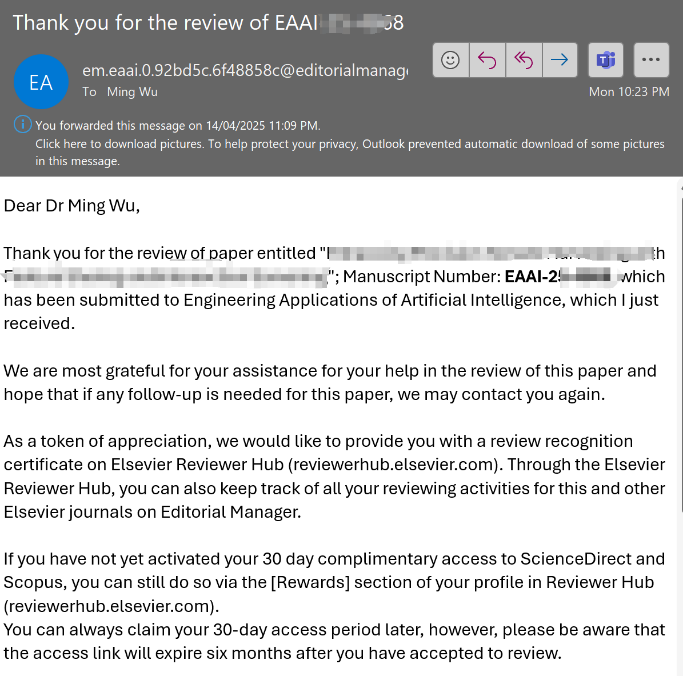 Thank you for the review of EAAI 8
EA
em.eaai.0.92bd5c.6f48858c@editorialmanag
To Ming Wu
Mon 10:23 PM
You forwarded this message on 14/04/2025 11:09 PM.
Click here to download pictures. To help protect your privacy, Outlook prevented automatic download of some pictures
in this message.
Dear Dr Ming Wu,
Thank you for the review of paper entitled "
"; Manuscript Number: EAAI-2 which
has been submitted to Engineering Applications of Artificial Intelligence, which I just
received.
We are most grateful for your assistance for your help in the review of this paper and
hope that if any follow-up is needed for this paper, we may contact you again.
As a token of appreciation, we would like to provide you with a review recognition
certificate on Elsevier Reviewer Hub (reviewerhub.elsevier.com). Through the Elsevier
Reviewer Hub, you can also keep track of all your reviewing activities for this and other
Elsevier journals on Editorial Manager.
If you have not yet activated your 30 day complimentary access to ScienceDirect and
Scopus, you can still do so via the [Rewards] section of your profile in Reviewer Hub
(reviewerhub.elsevier.com).
You can always claim your 30-day access period later, however, please be aware that
the access link will expire six months after you have accepted to review.